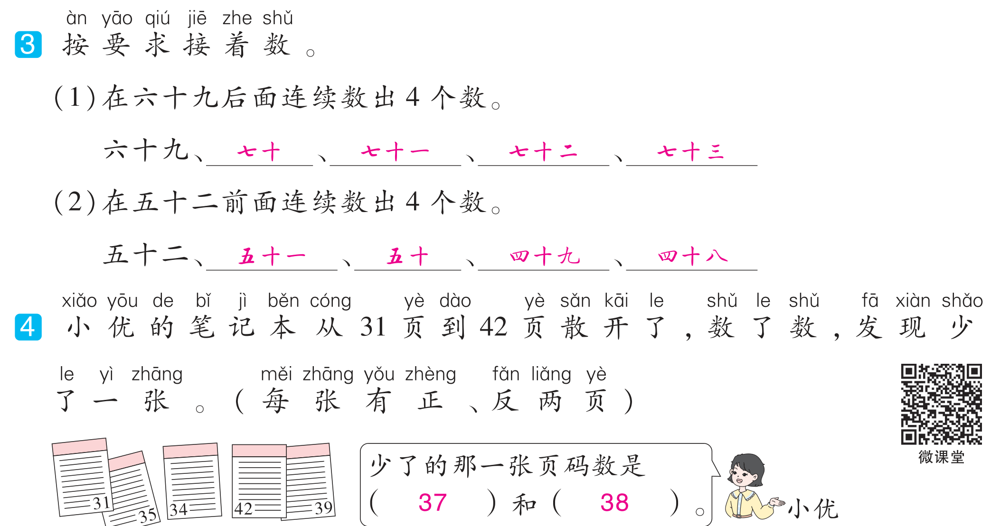 àn yāo qiú jiē zhe shǔ
3 按要求接着数。
(1)在六十九后面连续数出4个数。
六十九、七十、七十一、七十二、七十三
(2)在五十二前面连续数出4个数。
五十二、五十一、五十、四十九、四十八
xiǎo yōu de bǐ jì běn cóng yè dào yè sǎn kāi le shǔ le shǔ fā xiàn shǎo
4 小优的笔记本从31页到42页散开了,数了数,发现少
le yì zhāng měi zhāng yǒu zhèng fǎn liǎng yè
了一张。(每张有正、反两页)
微课堂
31
35
34
42
39
少了的那一张页码数是
(37)和(38)。
小优